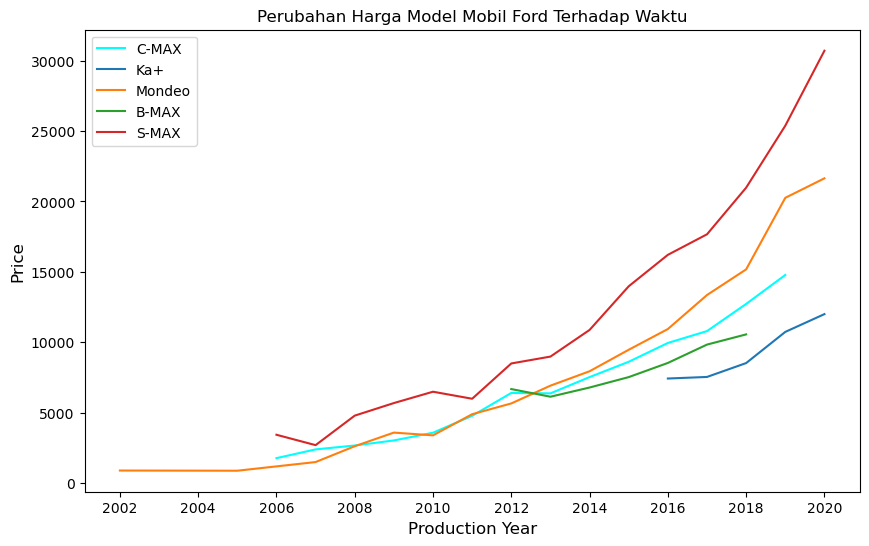 Perubahan Harga Model Mobil Ford Terhadap Waktu
C-MAX
Ka+
Mondeo
B-MAX
S-MAX
Price
30000
25000
20000
15000
10000
5000
0
2002 2004 2006 2008 2010 2012 2014 2016 2018 2020
Production Year